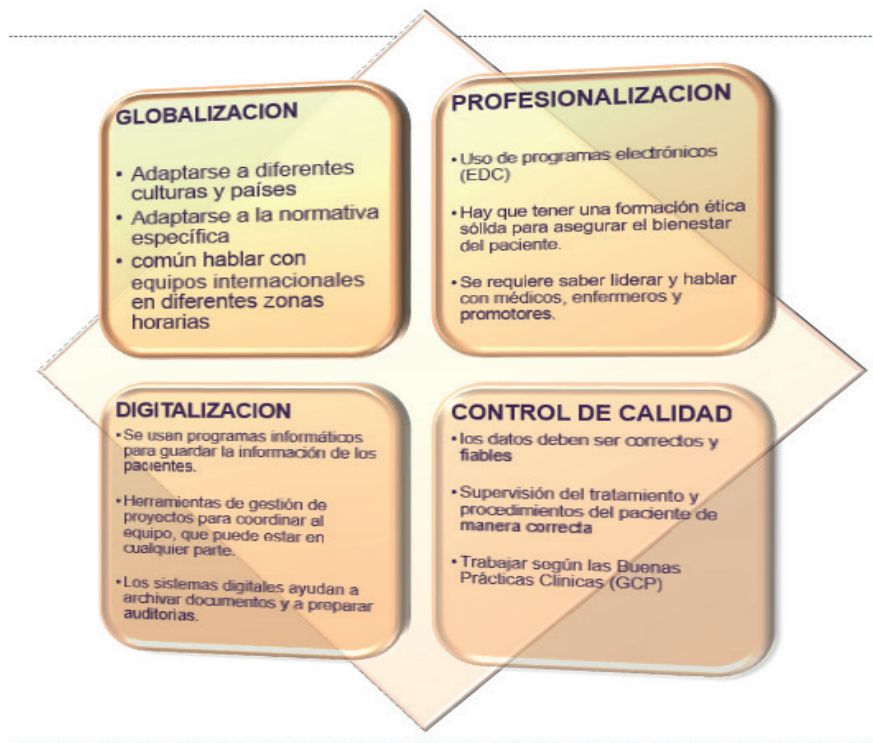 GLOBALIZACION
• Adaptarse a diferentes
culturas y países
• Adaptarse a la normativa
específica
• común hablar con
equipos internacionales
en diferentes zonas
horarias
PROFESIONALIZACION
• Uso de programas electrónicos
(EDC)
• Hay que tener una formación ética
sólida para asegurar el bienestar
del paciente.
• Se requiere saber liderar y hablar
con médicos, enfermeros y
promotores.
DIGITALIZACION
• Se usan programas informáticos
para guardar la información de los
pacientes.
• Herramientas de gestión de
proyectos para coordinar al
equipo, que puede estar en
cualquier parte.
• Los sistemas digitales ayudan a
archivar documentos y a preparar
auditorias.
CONTROL DE CALIDAD
• los datos deben ser correctos y
fiables
• Supervisión del tratamiento y
procedimientos del paciente de
manera correcta
• Trabajar según las Buenas
Prácticas Clínicas (GCP)